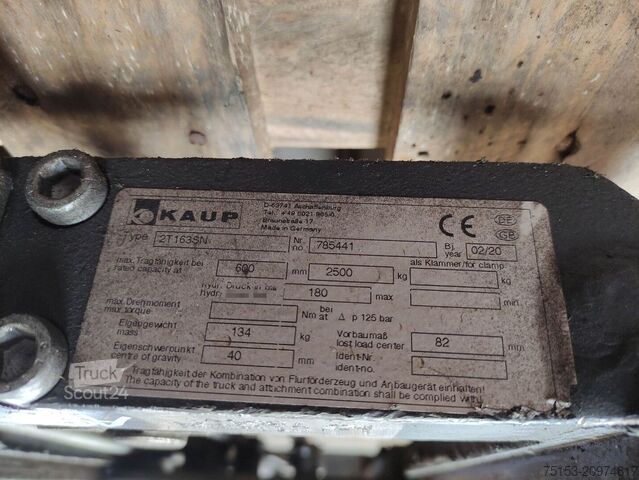 KAUP
D-63741 Aschaffenburg
Tel. +49 6021 865/0
Braunstraße 17
Made in Germany
CE
DE
GB
Type 2T163SN Nr. no 785441 Bj. year 02/20
max. Tragfähigkeit bei rated capacity at 600 mm 2500 kg als Klammer/for clamp kg
hydr. Druck in bar hydr. 180 max. min.
max. Drehmoment max. torque Nm bei at Δ p 125 bar
Eigengewicht mass 134 kg Vorbaumaß lost load center 82 mm
Eigenschwerpunkt centre of gravity 40 mm Ident-Nr. ident-no.
Tragfähigkeit der Kombination von Flurförderzeug und Anbaugerät einhalten!
The capacity of the truck and attachment combination shall be complied with!
Truck
Scout24
75153-20974617